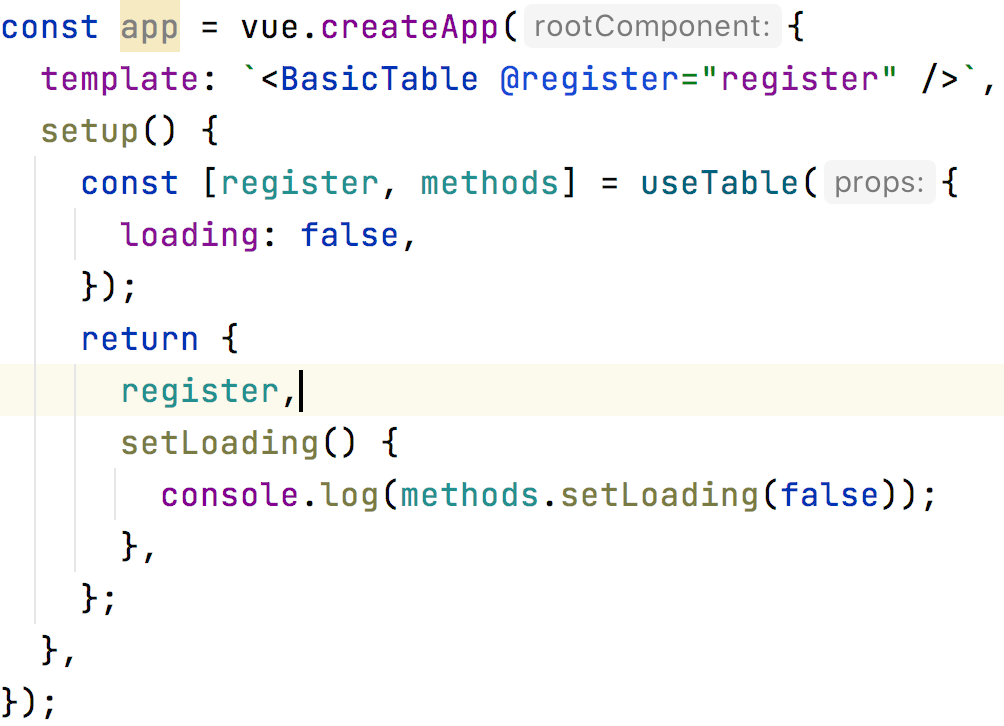 const app = vue.createApp( rootComponent: {
  template: `<BasicTable @register="register" />`,
  setup() {
    const [register, methods] = useTable( props: {
      loading: false,
    });
    return {
      register,
      setLoading() {
        console.log(methods.setLoading(false));
      },
    };
  },
});